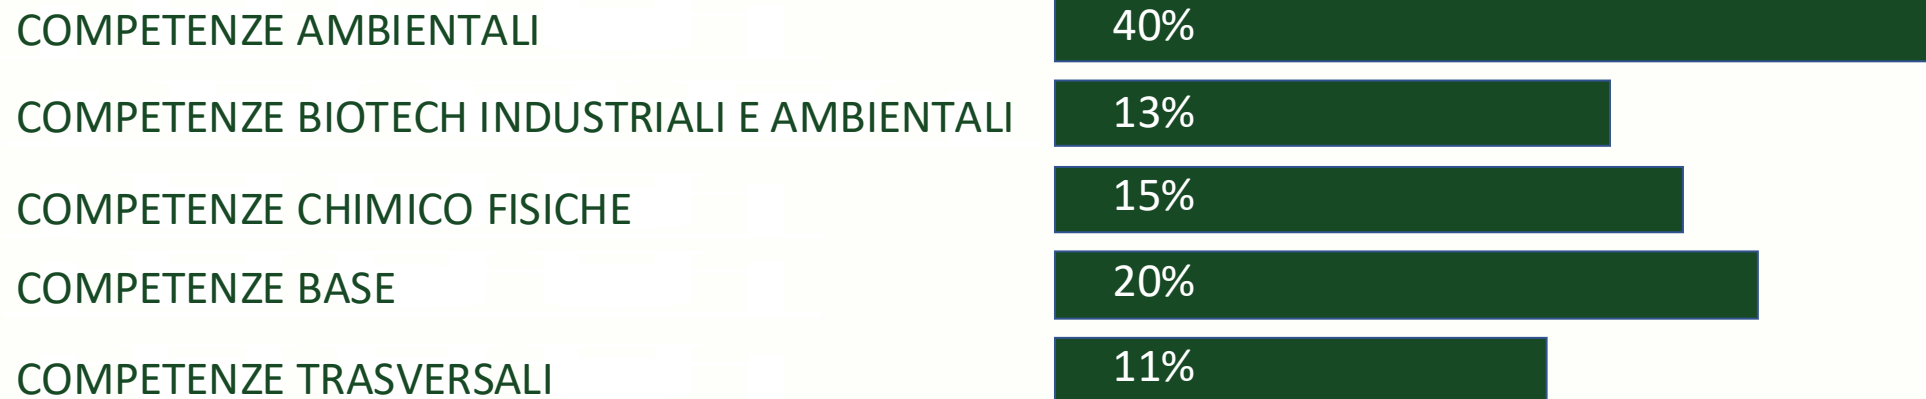 COMPETENZE AMBIENTALI 40%
COMPETENZE BIOTECH INDUSTRIALI E AMBIENTALI 13%
COMPETENZE CHIMICO FISICHE 15%
COMPETENZE BASE 20%
COMPETENZE TRASVERSALI 11%